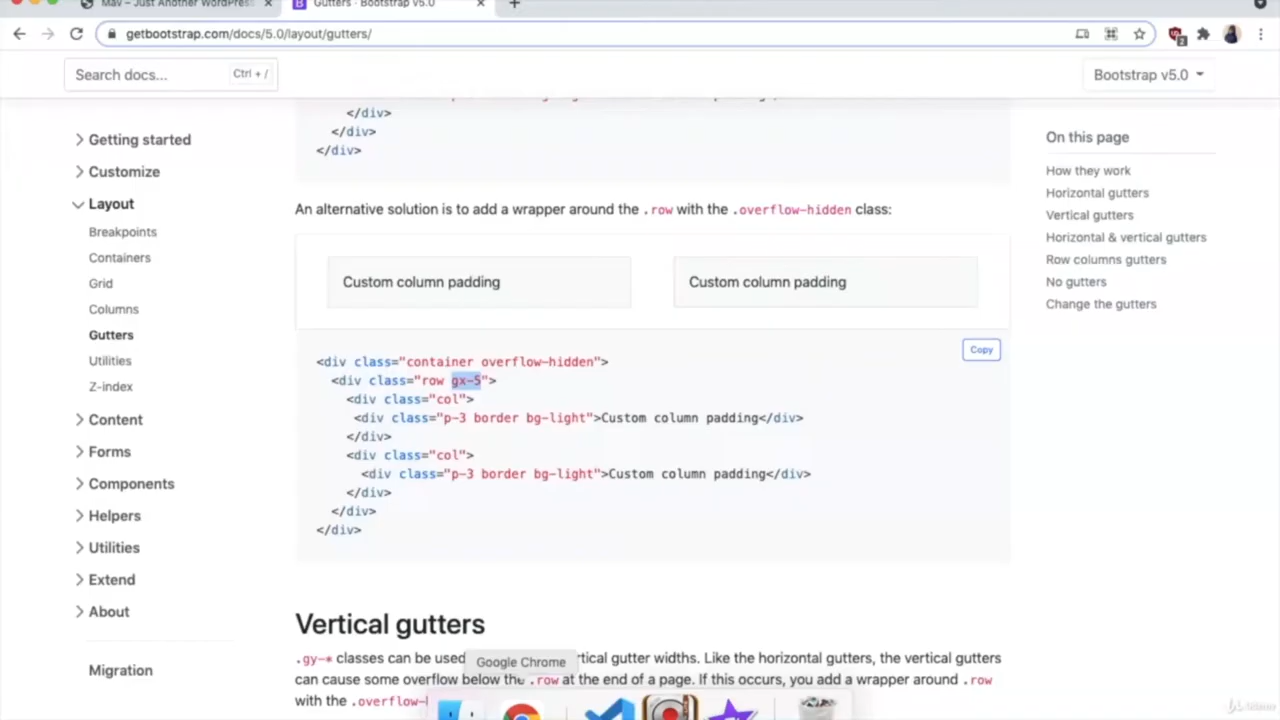 Mav – Just Another WordPress
Gutters · Bootstrap v5.0
getbootstrap.com/docs/5.0/layout/gutters/
2
Search docs...
Ctrl + /
Bootstrap v5.0
Getting started
Customize
Layout
Breakpoints
Containers
Grid
Columns
Gutters
Utilities
Z-index
Content
Forms
Components
Helpers
Utilities
Extend
About
Migration
</div>
</div>
</div>
An alternative solution is to add a wrapper around the .row with the .overflow-hidden class:
Custom column padding
Custom column padding
Copy
<div class="container overflow-hidden">
<div class="row gx-5">
<div class="col">
<div class="p-3 border bg-light">Custom column padding</div>
</div>
<div class="col">
<div class="p-3 border bg-light">Custom column padding</div>
</div>
</div>
</div>
Vertical gutters
.gy-* classes can be used rtical gutter widths. Like the horizontal gutters, the vertical gutters
Google Chrome
can cause some overflow below the .row at the end of a page. If this occurs, you add a wrapper around .row
with the .overflow-
On this page
How they work
Horizontal gutters
Vertical gutters
Horizontal & vertical gutters
Row columns gutters
No gutters
Change the gutters
Udemy